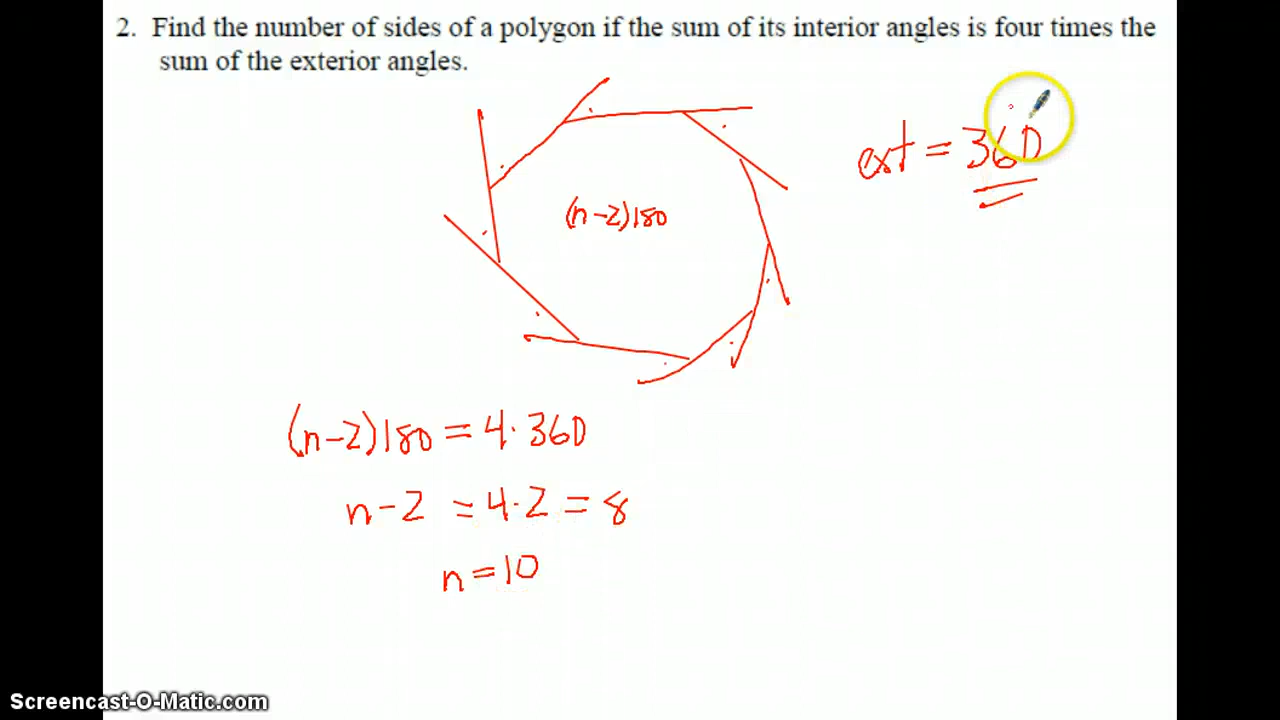 2. Find the number of sides of a polygon if the sum of its interior angles is four times the
sum of the exterior angles.
ext = 360
(n-2)180
(n-2)180 = 4·360
n-2 = 4·2 = 8
n=10
Screencast-O-Matic.com